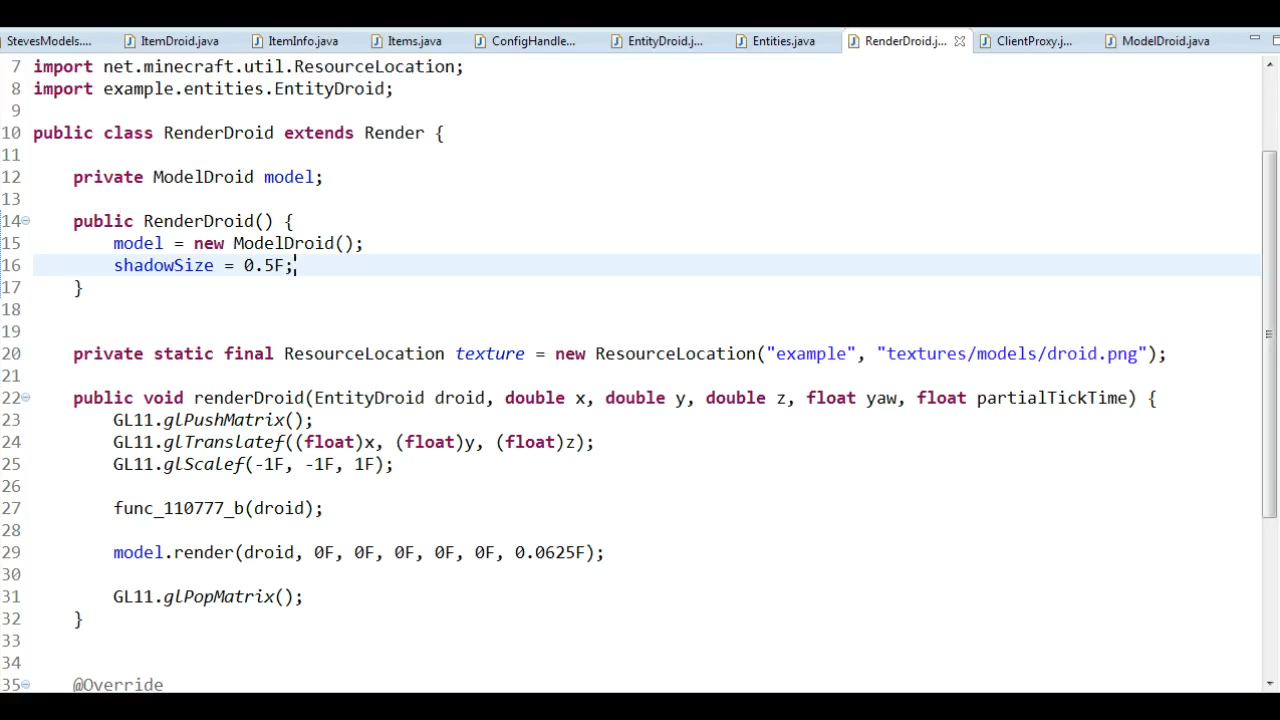 StevesModels.... ItemDroid.java ItemInfo.java Items.java ConfigHandle... EntityDroid.j... Entities.java RenderDroid.j... ClientProxy.j... ModelDroid.java
7 import net.minecraft.util.ResourceLocation;
8 import example.entities.EntityDroid;
9
10 public class RenderDroid extends Render {
11
12 private ModelDroid model;
13
14 public RenderDroid() {
15 model = new ModelDroid();
16 shadowSize = 0.5F;
17 }
18
19
20 private static final ResourceLocation texture = new ResourceLocation("example", "textures/models/droid.png");
21
22 public void renderDroid(EntityDroid droid, double x, double y, double z, float yaw, float partialTickTime) {
23 GL11.glPushMatrix();
24 GL11.glTranslatef((float)x, (float)y, (float)z);
25 GL11.glScalef(-1F, -1F, 1F);
26
27 func_110777_b(droid);
28
29 model.render(droid, 0F, 0F, 0F, 0F, 0F, 0.0625F);
30
31 GL11.glPopMatrix();
32 }
33
34
35 @Override